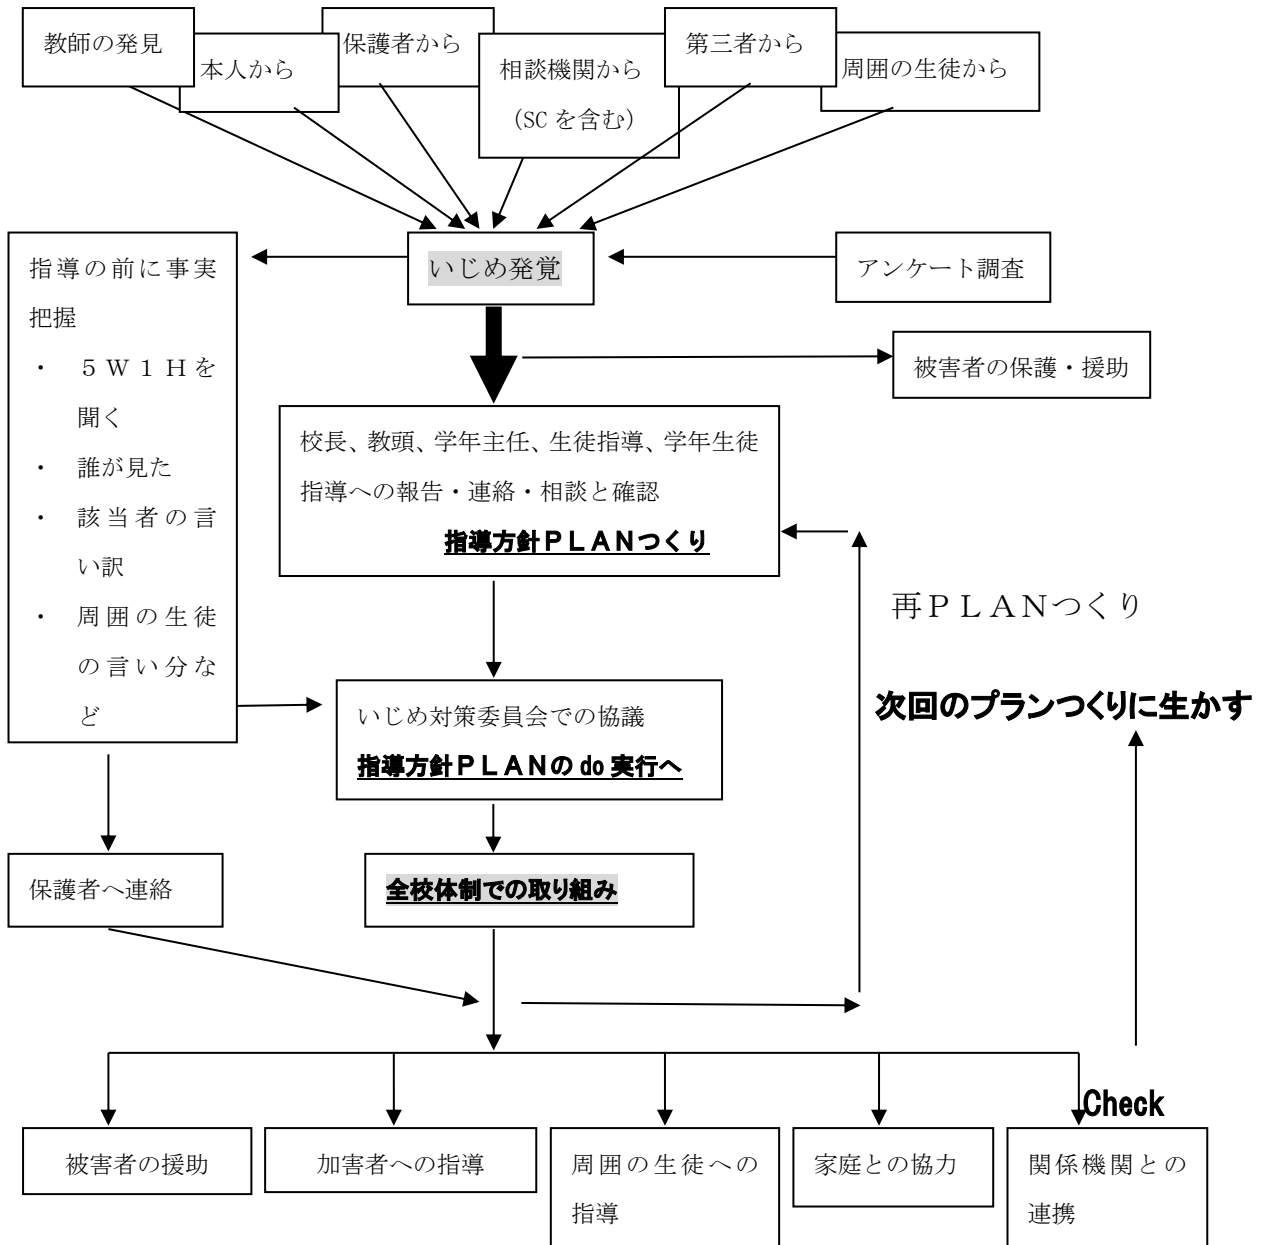 教師の発見
本人から
保護者から
相談機関から
（SCを含む）
第三者から
周囲の生徒から
いじめ発覚
アンケート調査
指導の前に事実
把握
・ ５Ｗ１Ｈを
聞く
・ 誰が見た
・ 該当者の言
い訳
・ 周囲の生徒
の言い分な
ど
被害者の保護・援助
校長、教頭、学年主任、生徒指導、学年生徒
指導への報告・連絡・相談と確認
指導方針ＰＬＡＮつくり
再ＰＬＡＮつくり
次回のプランつくりに生かす
いじめ対策委員会での協議
指導方針ＰＬＡＮのdo実行へ
保護者へ連絡
全校体制での取り組み
Check
被害者の援助
加害者への指導
周囲の生徒への
指導
家庭との協力
関係機関との
連携